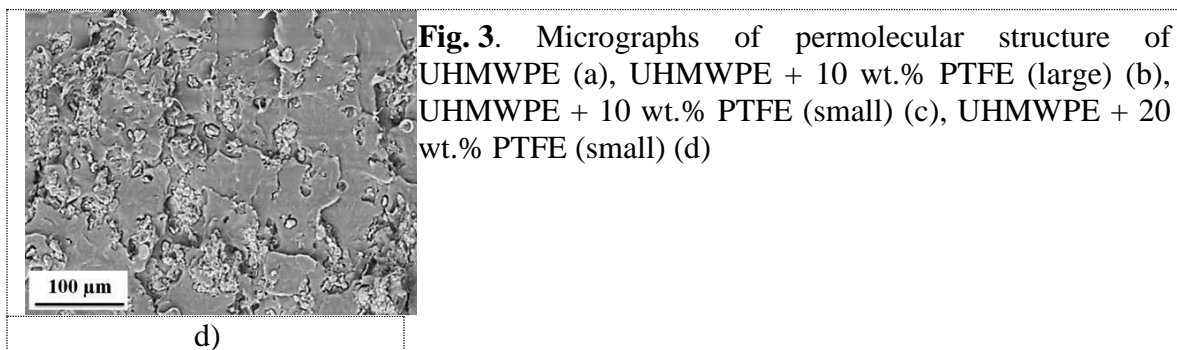 Fig. 3. Micrographs of permolecular structure of
UHMWPE (a), UHMWPE + 10 wt.% PTFE (large) (b),
UHMWPE + 10 wt.% PTFE (small) (c), UHMWPE + 20
wt.% PTFE (small) (d)
100 µm
d)